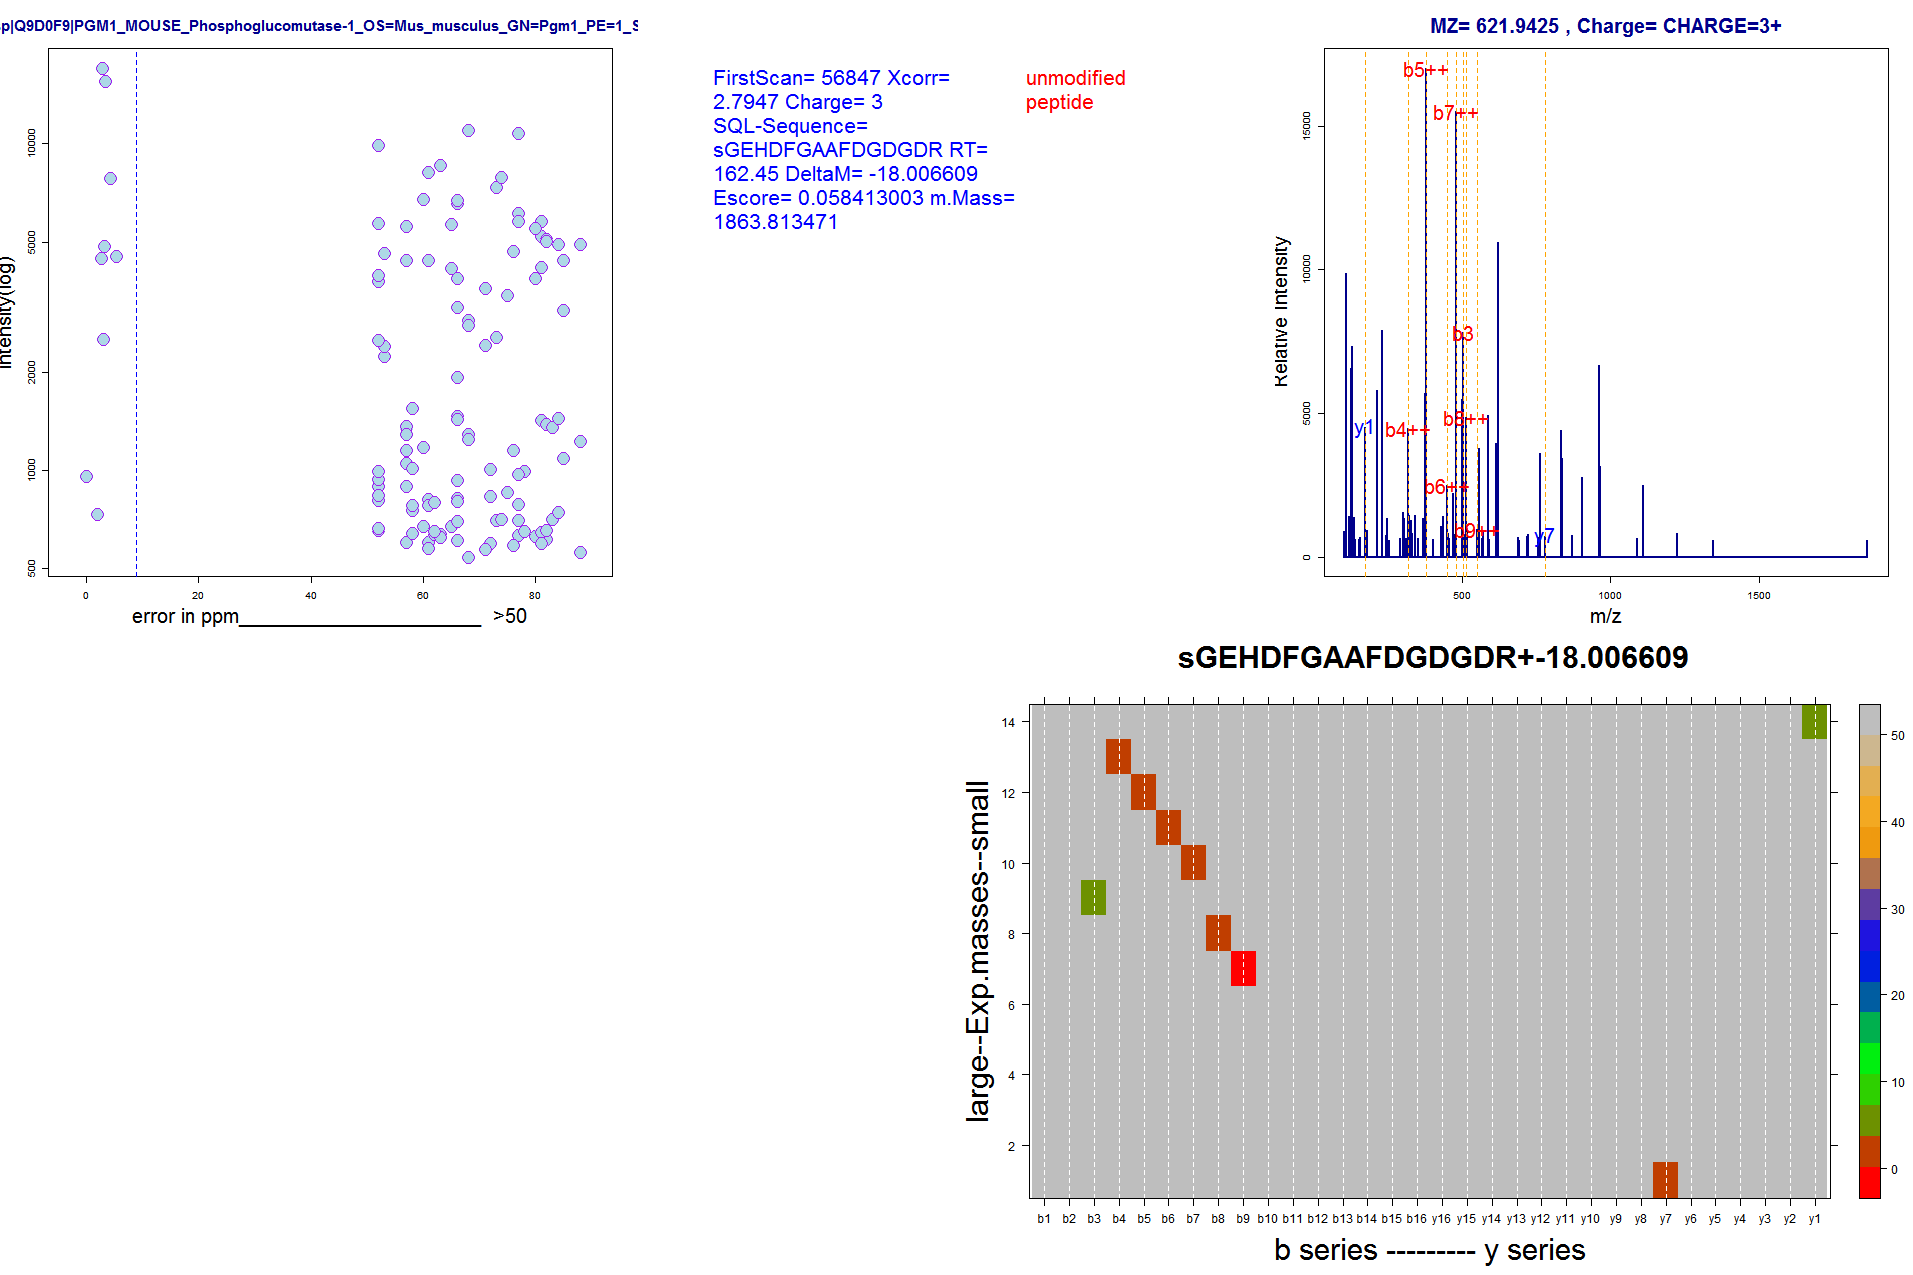 p|Q9D0F9|PGM1_MOUSE_Phosphoglucomutase-1_OS=Mus_musculus_GN=Pgm1_PE=1_S
MZ= 621.9425 , Charge= CHARGE=3+
FirstScan= 56847 Xcorr=
2.7947 Charge= 3
SQL-Sequence=
sGEHDFGAAFDGDGDR RT=
162.45 DeltaM= -18.006609
Escore= 0.058413003 m.Mass=
1863.813471
unmodified
peptide
Intensity(log)
10000
5000
2000
1000
500
0 20 40 60 80
error in ppm______________________ >50
Relative Intensity
15000
10000
5000
0
b5++
b7++
b3
b8++
y1
b4++
b6++
b9++
y7
500 1000 1500
m/z
sGEHDFGAAFDGDGDR+-18.006609
large--Exp.masses--small
14
12
10
8
6
4
2
50
40
30
20
10
0
b1 b2 b3 b4 b5 b6 b7 b8 b9 b10 b11 b12 b13 b14 b15 b16 y16 y15 y14 y13 y12 y11 y10 y9 y8 y7 y6 y5 y4 y3 y2 y1
b series --------- y series